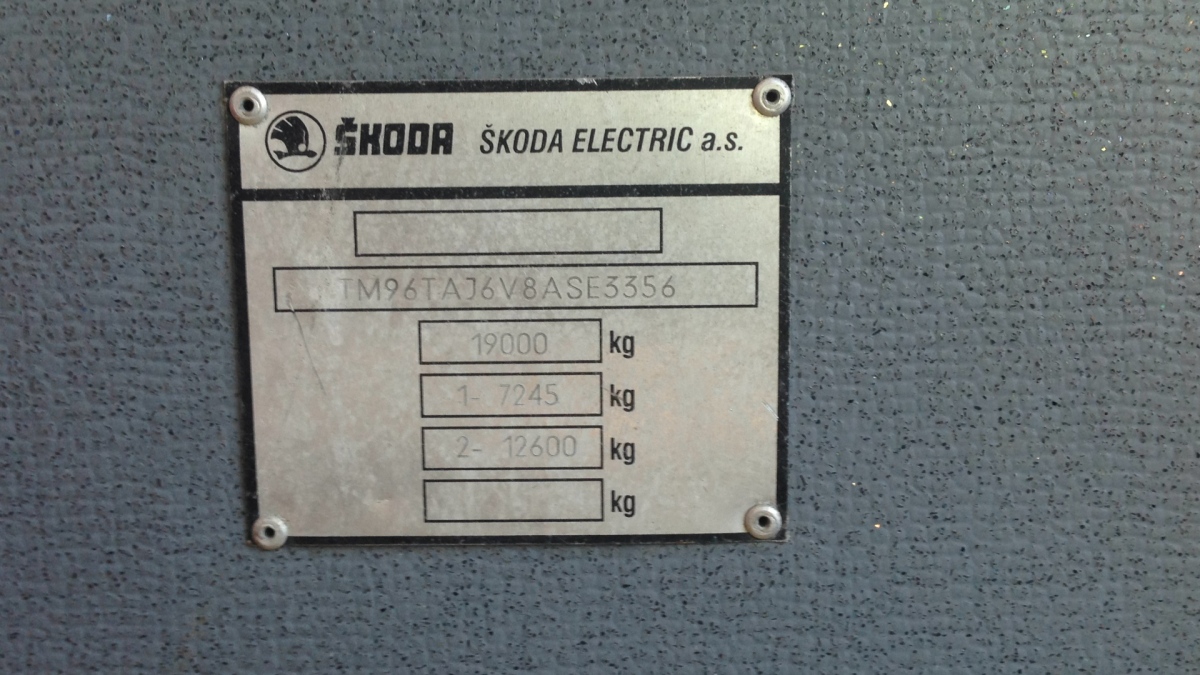 ŠKODA ŠKODA ELECTRIC a.s.
TM96TAJ6V8ASE3356
19000 kg
1- 7245 kg
2- 12600 kg
kg